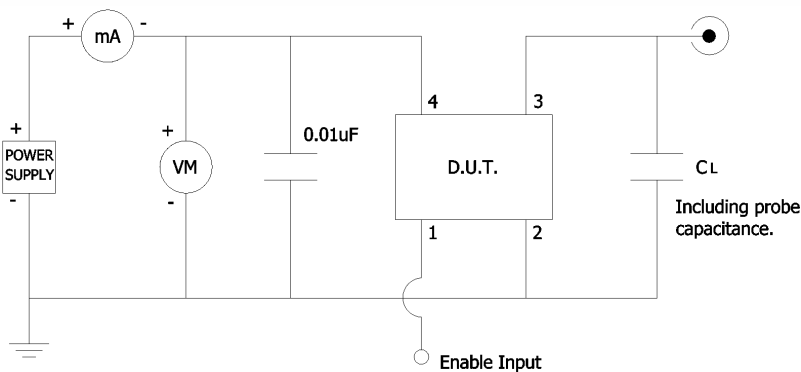 + mA -
4
3
0.01uF
+
+
POWER
SUPPLY
VM
D.U.T.
CL
-
-
Including probe
capacitance.
1
2
Enable Input